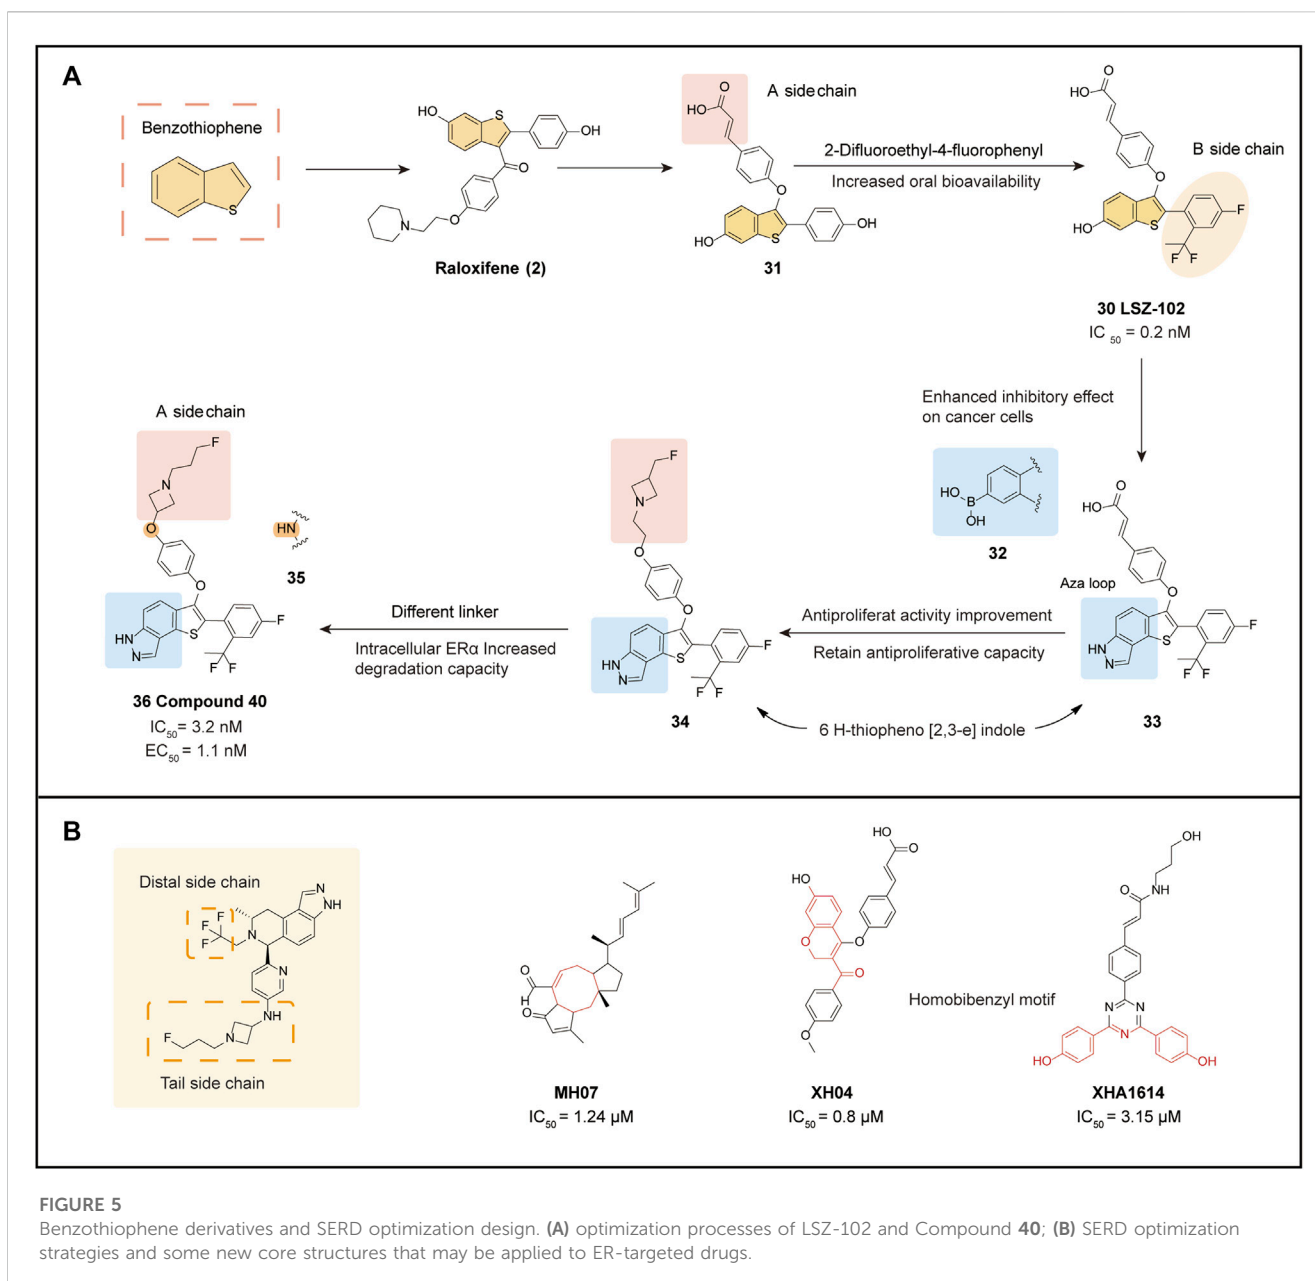 A
Benzothiophene
S
HO
S
OH
O
O
N
Raloxifene (2)
O
HO
A side chain
O
HO
S
OH
31
2-Difluoroethyl-4-fluorophenyl
Increased oral bioavailability
O
HO
B side chain
O
F
HO
S
F
F
30 LSZ-102
IC 50 = 0.2 nM
Enhanced inhibitory effect
on cancer cells
HO
B
OH
32
O
HO
Aza loop
O
F
S
HN
N
F
F
33
Antiproliferat activity improvement
Retain antiproliferative capacity
6 H-thiopheno [2,3-e] indole
F
N
O
O
F
S
HN
N
F
F
34
Different linker
Intracellular ERα Increased
degradation capacity
A side chain
F
N
O
HN
35
O
F
S
HN
N
F
F
36 Compound 40
IC50 = 3.2 nM
EC50 = 1.1 nM
B
Distal side chain
N
NH
F
F
F
N
N
NH
F
N
Tail side chain
O
H
O
MH07
IC50 = 1.24 µM
HO
O
HO
O
O
O
O
XH04
IC50 = 0.8 µM
Homobibenzyl motif
OH
O
NH
N
N
N
HO
OH
XHA1614
IC50 = 3.15 µM
FIGURE 5
Benzothiophene derivatives and SERD optimization design. (A) optimization processes of LSZ-102 and Compound 40; (B) SERD optimization
strategies and some new core structures that may be applied to ER-targeted drugs.